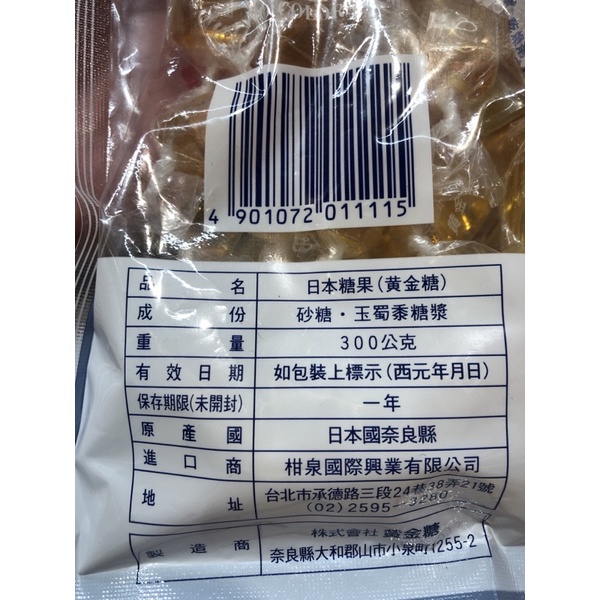 4 901072 011115
品名 日本糖果(黄金糖)
成份 砂糖・玉蜀黍糖漿
重量 300公克
有效日期 如包裝上標示(西元年月日)
保存期限(未開封) 一年
原產國 日本國奈良縣
進口商 柑泉國際興業有限公司
地址 台北市承德路三段24巷38弄21號
(02)2595-3280
製造商 株式會社 黄金糖
奈良縣大和郡山市小泉町1255-2